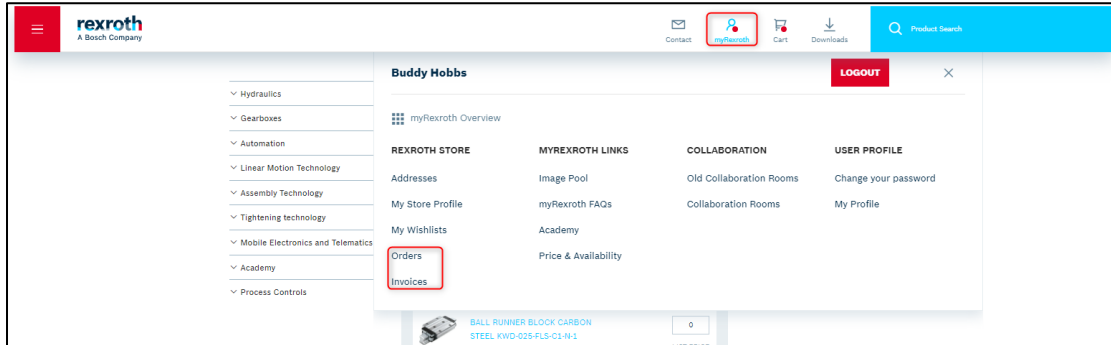 rexroth
A Bosch Company
Contact
myRexroth
Cart
Downloads
Product Search
Buddy Hobbs
LOGOUT
Hydraulics
Gearboxes
Automation
Linear Motion Technology
Assembly Technology
Tightening technology
Mobile Electronics and Telematics
Academy
Process Controls
myRexroth Overview
REXROTH STORE
Addresses
My Store Profile
My Wishlists
Orders
Invoices
MYREXROTH LINKS
Image Pool
myRexroth FAQs
Academy
Price & Availability
COLLABORATION
Old Collaboration Rooms
Collaboration Rooms
USER PROFILE
Change your password
My Profile
BALL RUNNER BLOCK CARBON
STEEL KWD-025-FLS-C1-N-1
0